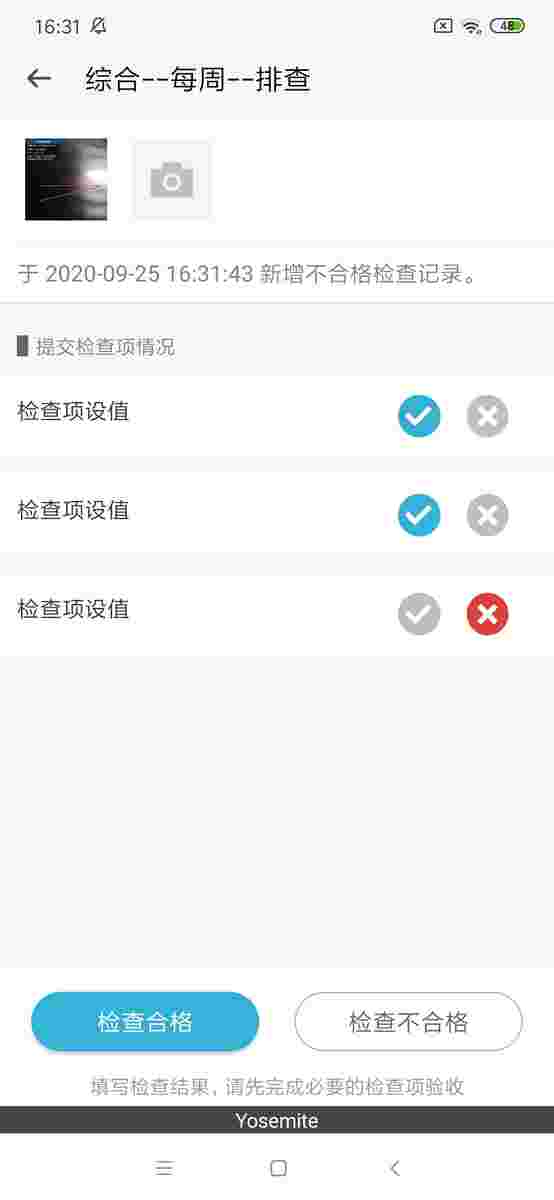 16:31
48
综合--每周--排查
于 2020-09-25 16:31:43 新增不合格检查记录。
提交检查项情况
检查项设值
检查项设值
检查项设值
检查合格 检查不合格
填写检查结果, 请先完成必要的检查项验收
Yosemite